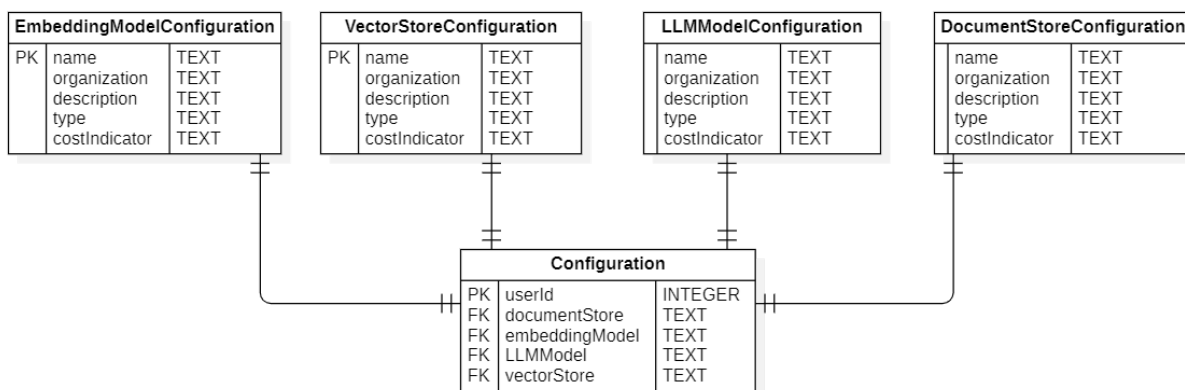 EmbeddingModelConfiguration
PK name TEXT
organization TEXT
description TEXT
type TEXT
costIndicator TEXT
VectorStoreConfiguration
PK name TEXT
organization TEXT
description TEXT
type TEXT
costIndicator TEXT
LLMModelConfiguration
name TEXT
organization TEXT
description TEXT
type TEXT
costIndicator TEXT
DocumentStoreConfiguration
name TEXT
organization TEXT
description TEXT
type TEXT
costIndicator TEXT
Configuration
PK userId INTEGER
FK documentStore TEXT
FK embeddingModel TEXT
FK LLMModel TEXT
FK vectorStore TEXT